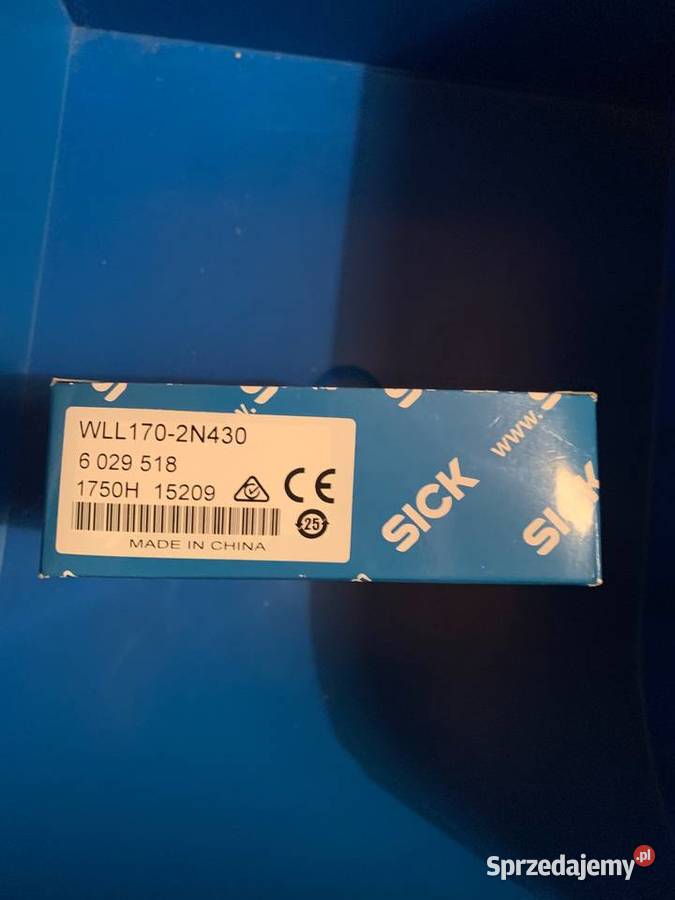 WLL170-2N430
6 029 518
1750H 15209
CE
25
MADE IN CHINA
SICK
www.
SICK
Sprzedajemy.pl